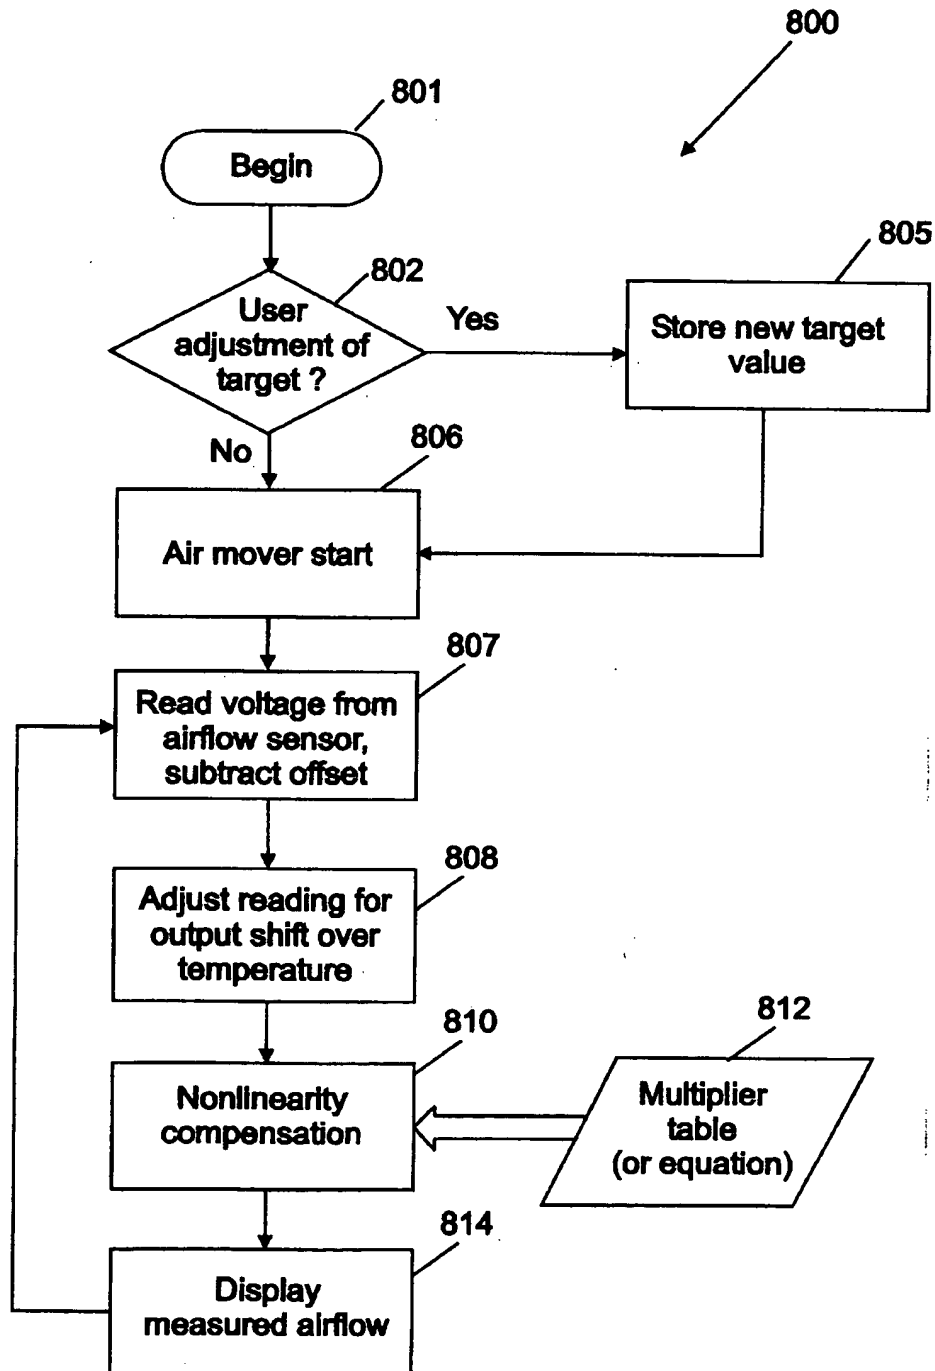 800
801
Begin
802
User
adjustment of
target ?
Yes
805
Store new target
value
No
806
Air mover start
807
Read voltage from
airflow sensor,
subtract offset
808
Adjust reading for
output shift over
temperature
810
Nonlinearity
compensation
812
Multiplier
table
(or equation)
814
Display
measured airflow